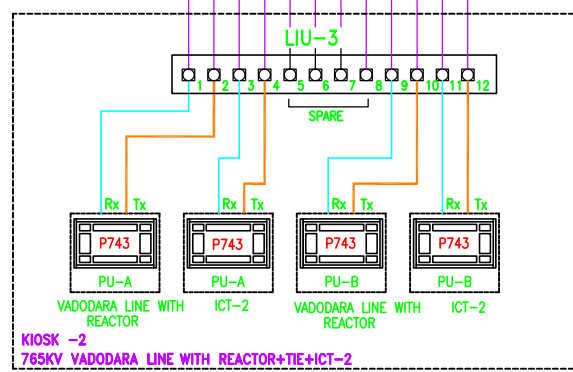 LIU-3
1 2 3 4 5 6 7 8 9 10 11 12
SPARE
Rx Tx Rx Tx Rx Tx Rx Tx
P743 P743 P743 P743
PU-A PU-A PU-B PU-B
VADODARA LINE WITH
REACTOR
ICT-2
VADODARA LINE WITH
REACTOR
ICT-2
KIOSK -2
765KV VADODARA LINE WITH REACTOR+TIE+ICT-2